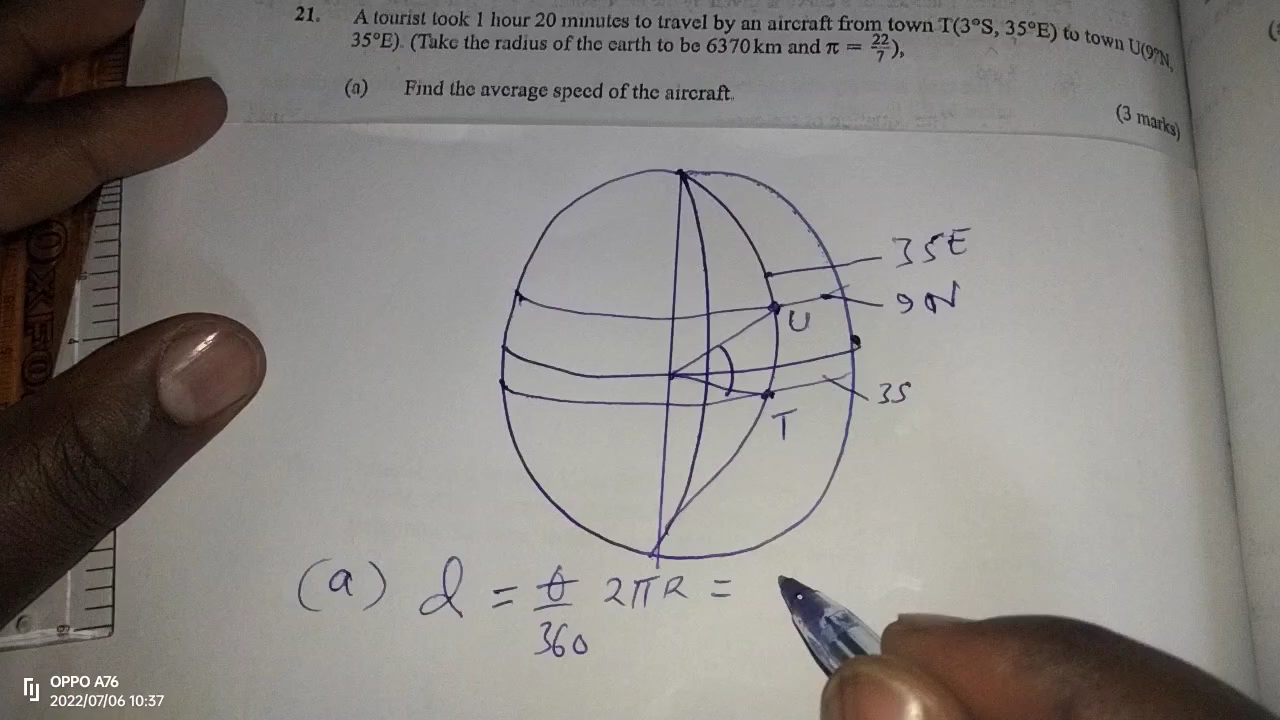 21. A tourist took 1 hour 20 minutes to travel by an aircraft from town T(3°S, 35°E) to town U(9°N,
35°E). (Take the radius of the earth to be 6370 km and π = 22/7),
(a) Find the average speed of the aircraft.
(3 marks)
35E
9N
U
3S
T
(a) d = θ/360 2πR =
OXFO
OPPO A76
2022/07/06 10:37